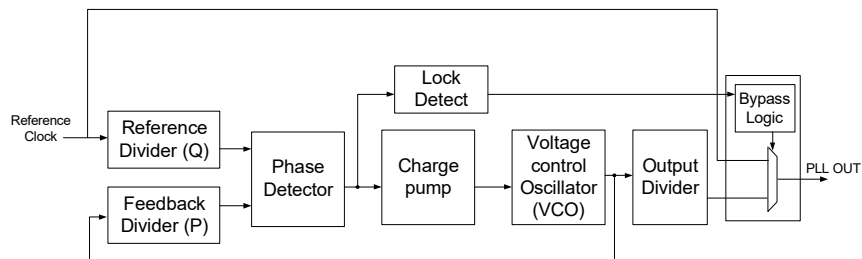 Reference
Clock
Reference
Divider (Q)
Feedback
Divider (P)
Phase
Detector
Lock
Detect
Charge
pump
Voltage
control
Oscillator
(VCO)
Output
Divider
Bypass
Logic
PLL OUT